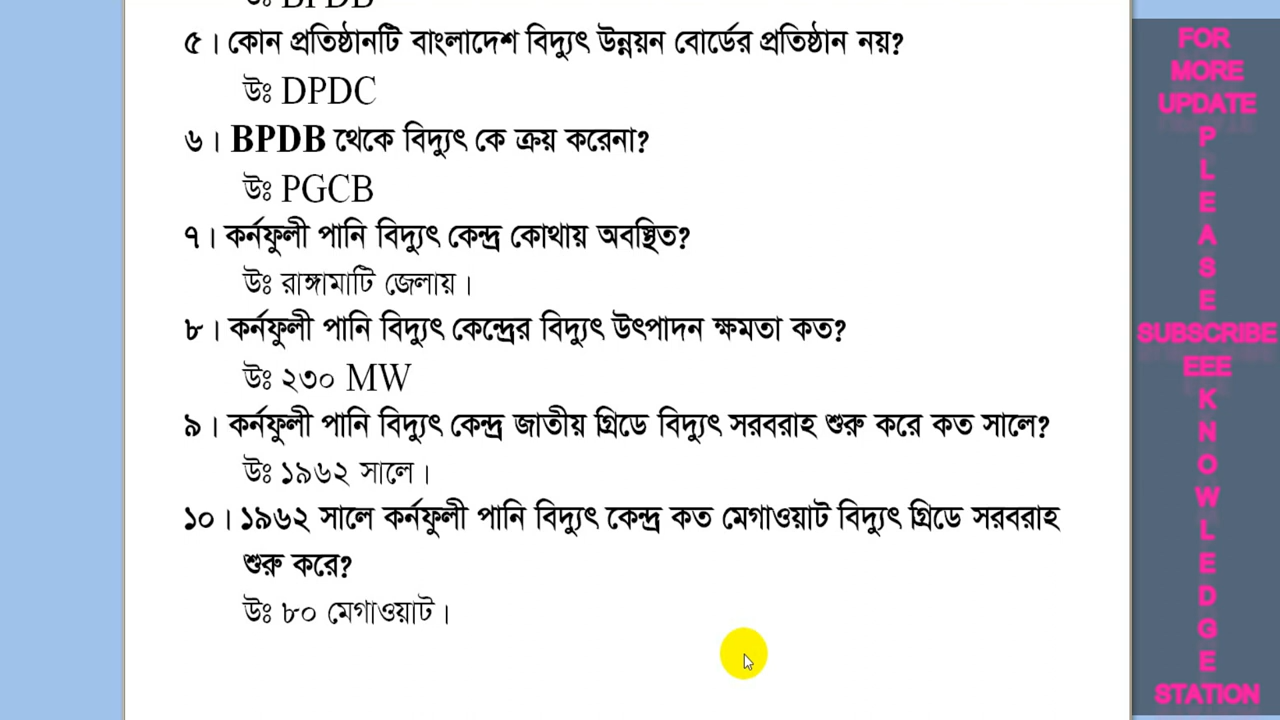 উঃ BPDB
৫। কোন প্রতিষ্ঠানটি বাংলাদেশ বিদ্যুৎ উন্নয়ন বোর্ডের প্রতিষ্ঠান নয়?
উঃ DPDC
৬। BPDB থেকে বিদ্যুৎ কে ক্রয় করেনা?
উঃ PGCB
৭। কর্নফুলী পানি বিদ্যুৎ কেন্দ্র কোথায় অবস্থিত?
উঃ রাঙ্গামাটি জেলায়।
৮। কর্নফুলী পানি বিদ্যুৎ কেন্দ্রের বিদ্যুৎ উৎপাদন ক্ষমতা কত?
উঃ ২৩০ MW
৯। কর্নফুলী পানি বিদ্যুৎ কেন্দ্র জাতীয় গ্রিডে বিদ্যুৎ সরবরাহ শুরু করে কত সালে?
উঃ ১৯৬২ সালে।
১০। ১৯৬২ সালে কর্নফুলী পানি বিদ্যুৎ কেন্দ্র কত মেগাওয়াট বিদ্যুৎ গ্রিডে সরবরাহ
শুরু করে?
উঃ ৮০ মেগাওয়াট।
FOR
MORE
UPDATE
P
L
E
A
S
E
SUBSCRIBE
EEE
K
N
O
W
L
E
D
G
E
STATION